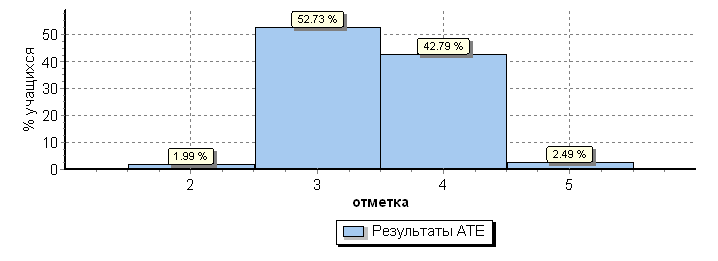 % учащихся
50
40
30
20
10
0
1.99 %
52.73 %
42.79 %
2.49 %
2 3 4 5
отметка
Результаты АТЕ